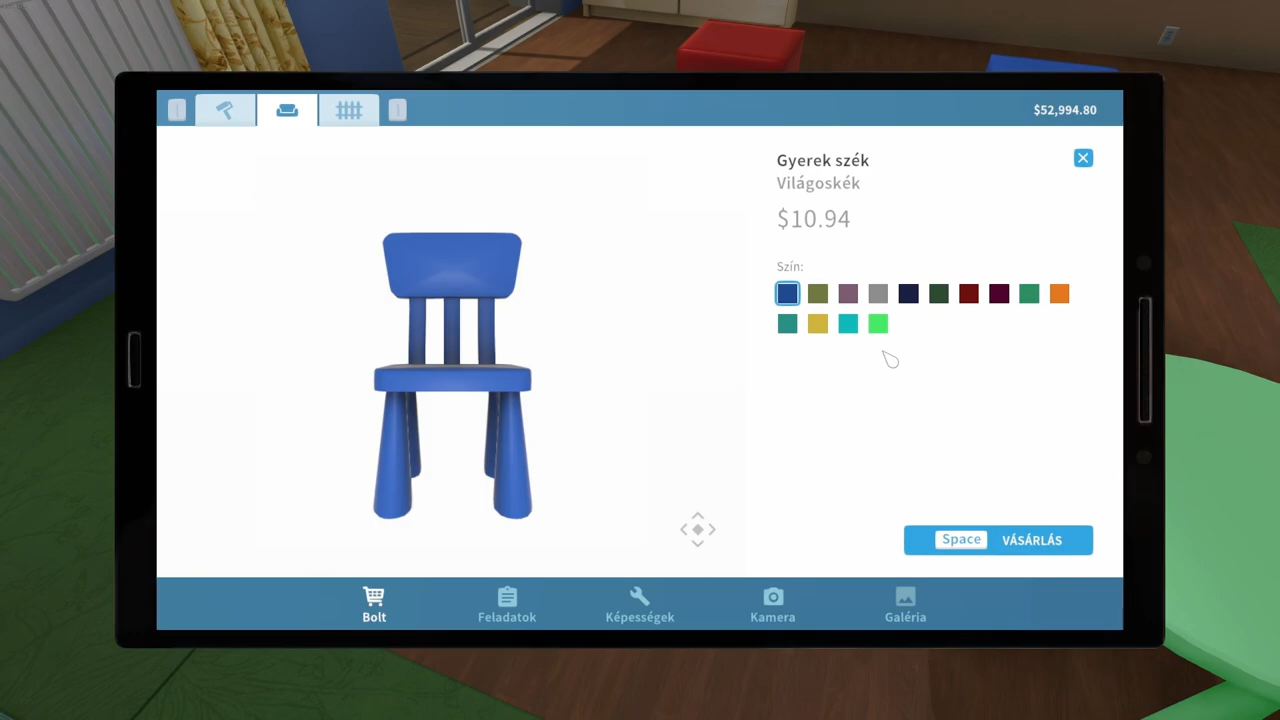 $52,994.80
Gyerek szék
Világoskék
$10.94
Szín:
Space VÁSÁRLÁS
Bolt
Feladatok
Képességek
Kamera
Galéria